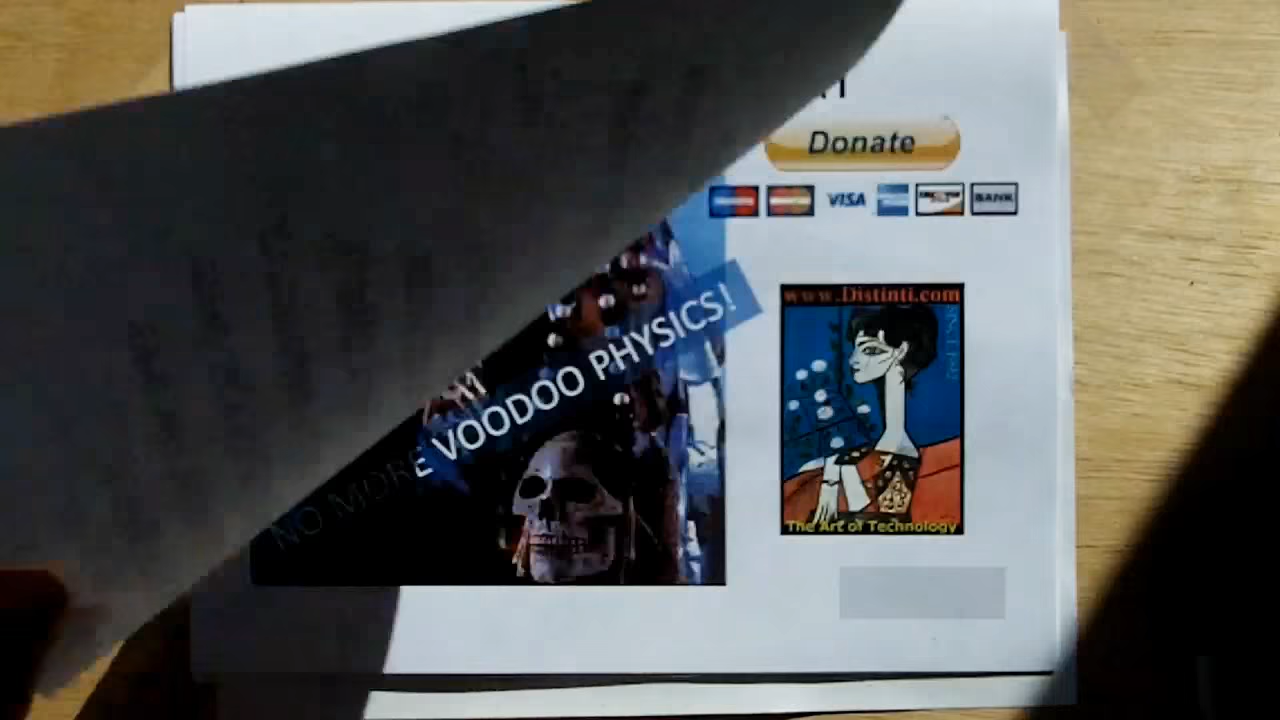 Donate
VISA
BANK
www.Distinti.com
NO MORE VOODOO PHYSICS!
The Art of Technology